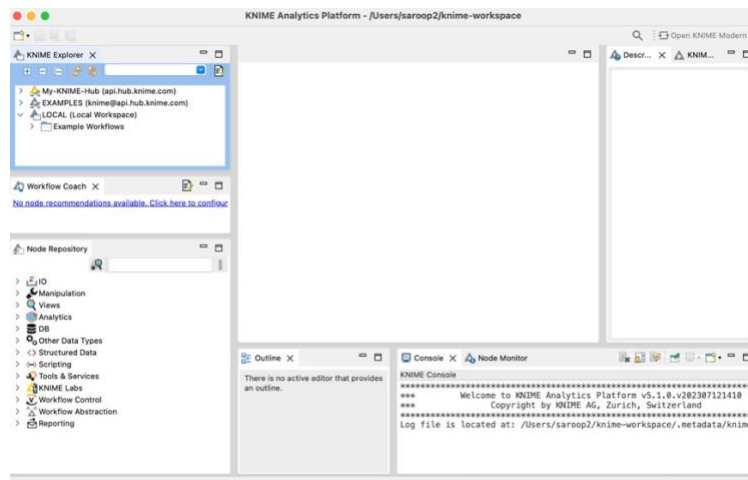 KNIME Analytics Platform - /Users/saroop2/knime-workspace
Open KNIME Modern
KNIME Explorer
My-KNIME-Hub (api.hub.knime.com)
EXAMPLES (knime@api.hub.knime.com)
LOCAL (Local Workspace)
Example Workflows
Workflow Coach
No node recommendations available. Click here to configur
Node Repository
IO
Manipulation
Views
Analytics
DB
Other Data Types
Structured Data
Scripting
Tools & Services
KNIME Labs
Workflow Control
Workflow Abstraction
Reporting
Outline
There is no active editor that provides
an outline.
Console Node Monitor
KNIME Console
***********************************************************
*** Welcome to KNIME Analytics Platform v5.1.0.v202307121410
*** Copyright by KNIME AG, Zurich, Switzerland
***********************************************************
Log file is located at: /Users/saroop2/knime-workspace/.metadata/knim
Descr... KNIM...